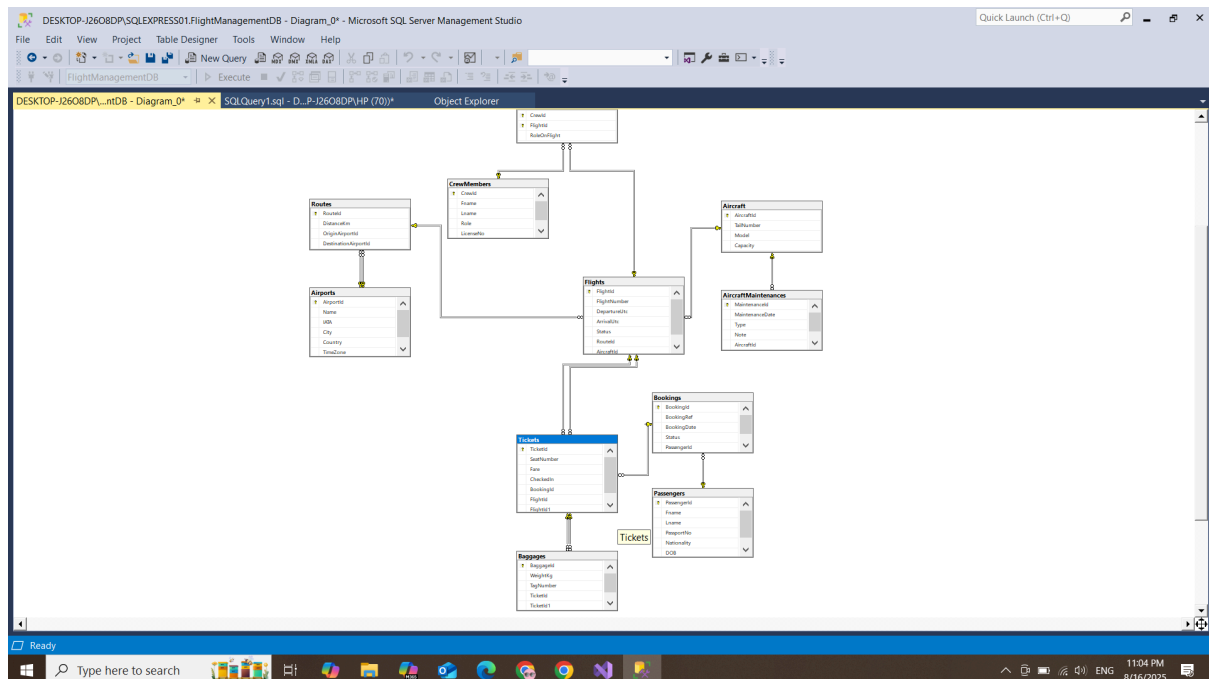 DESKTOP-J26O8DP\SQLEXPRESS01.FlightManagementDB - Diagram_0* - Microsoft SQL Server Management Studio
Quick Launch (Ctrl+Q)
File Edit View Project Table Designer Tools Window Help
New Query
FlightManagementDB
Execute
DESKTOP-J26O8DP\...ntDB - Diagram_0* SQLQuery1.sql - D...P-J26O8DP\HP (70))* Object Explorer
CrewId
FlightId
RoleOnFlight
CrewMembers
CrewId
Fname
Lname
Role
LicenseNo
Routes
RouteId
DistanceKm
OriginAirportId
DestinationAirportId
Aircraft
AircraftId
TailNumber
Model
Capacity
Airports
AirportId
Name
IATA
City
Country
TimeZone
Flights
FlightId
FlightNumber
DepartureUtc
ArrivalUtc
Status
RouteId
AircraftId
AircraftMaintenances
MaintenanceId
MaintenanceDate
Type
Note
AircraftId
Bookings
BookingId
BookingRef
BookingDate
Status
PassengerId
Tickets
TicketId
SeatNumber
Fare
CheckedIn
BookingId
FlightId
FlightId1
Passengers
PassengerId
Fname
Lname
PassportNo
Nationality
DOB
Tickets
Baggages
BaggageId
WeightKg
TagNumber
TicketId
TicketId1
Ready
Type here to search
ENG
11:04 PM
8/16/2025